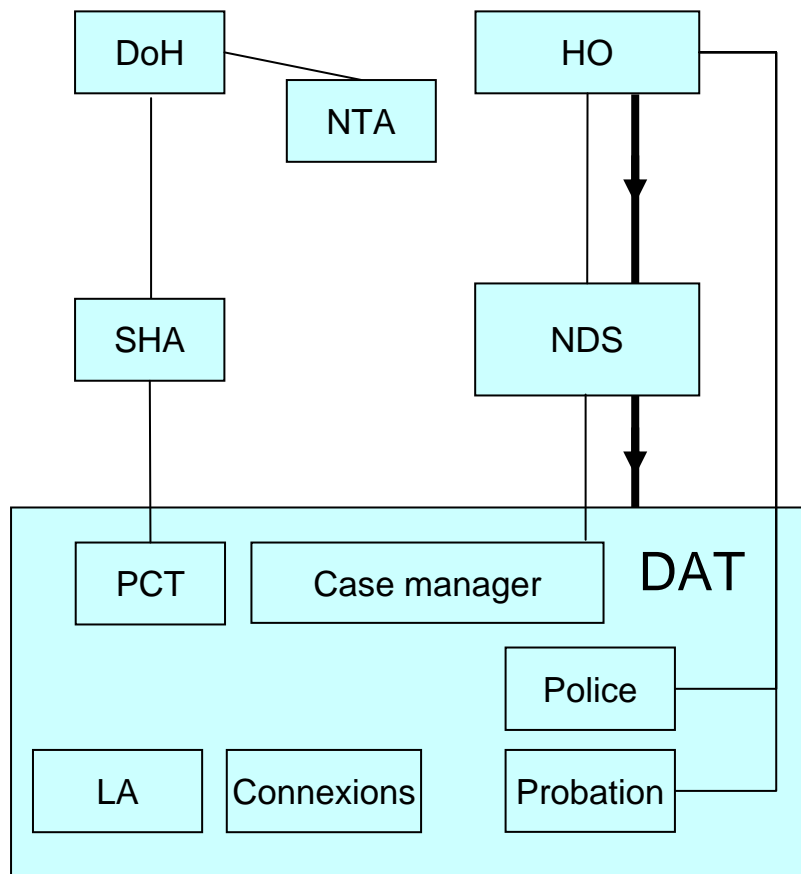 DoH
HO
NTA
SHA
NDS
DAT
PCT
Case manager
Police
LA
Connexions
Probation